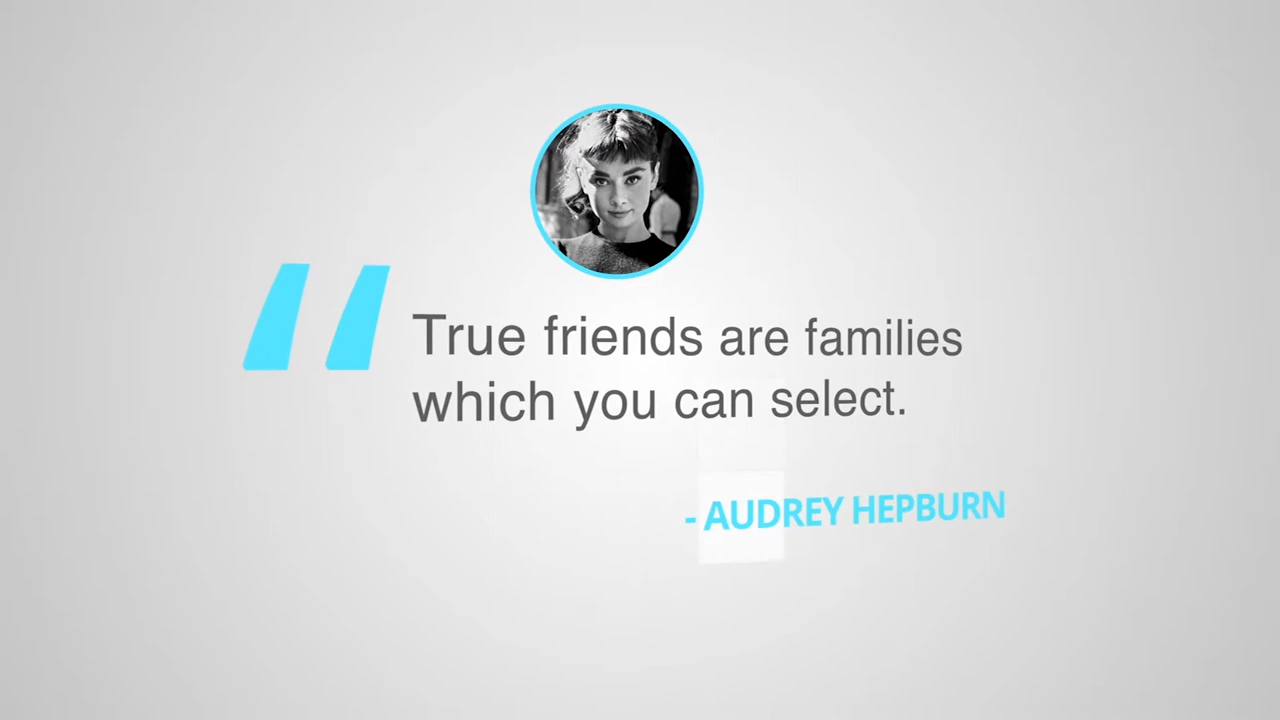 “
True friends are families
which you can select.
- AUDREY HEPBURN